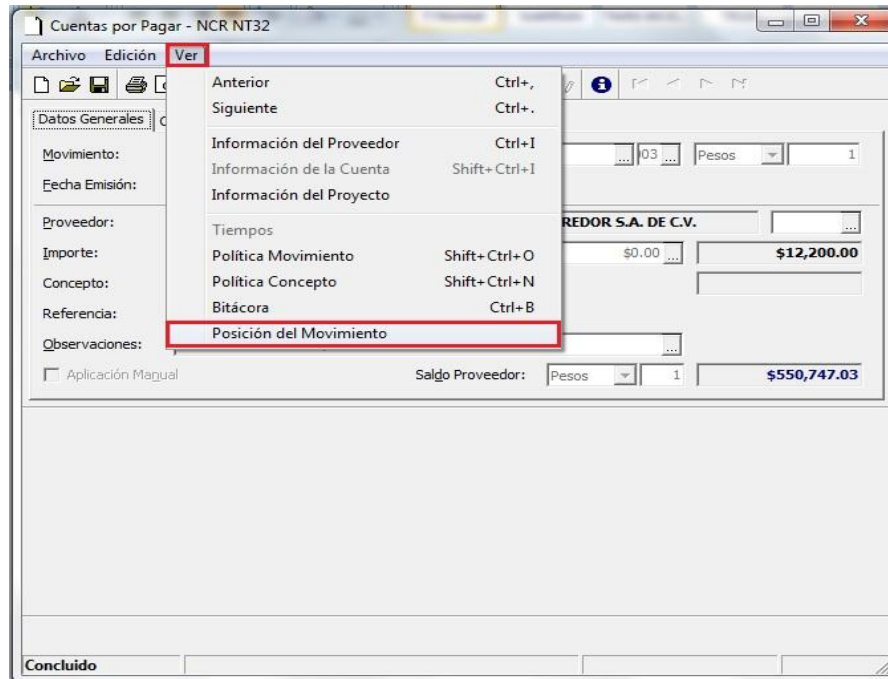 Cuentas por Pagar - NCR NT32
Archivo Edición Ver
Anterior Ctrl+,
Siguiente Ctrl+.
Datos Generales
Información del Proveedor Ctrl+I
Movimiento: 003 Pesos 1
Información de la Cuenta Shift+Ctrl+I
Fecha Emisión:
Información del Proyecto
Proveedor: REDOR S.A. DE C.V.
Tiempos
Importe: $0.00 $12,200.00
Política Movimiento Shift+Ctrl+O
Concepto:
Política Concepto Shift+Ctrl+N
Referencia:
Bitácora Ctrl+B
Posición del Movimiento
Observaciones:
Aplicación Manual Saldo Proveedor: Pesos 1 $550,747.03
Concluido